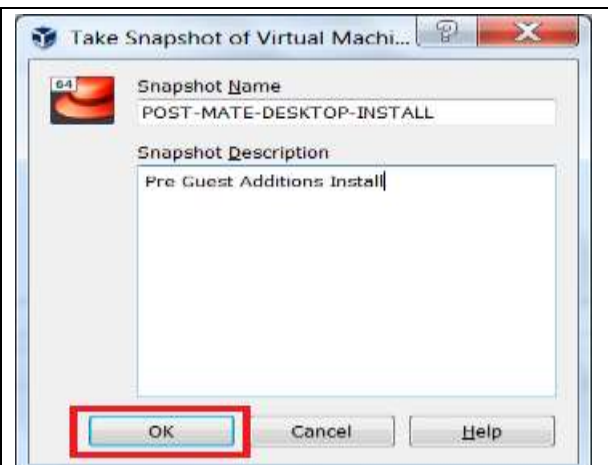 Take Snapshot of Virtual Machi...
64
Snapshot Name
POST-MATE-DESKTOP-INSTALL
Snapshot Description
Pre Guest Additions Install
OK Cancel Help